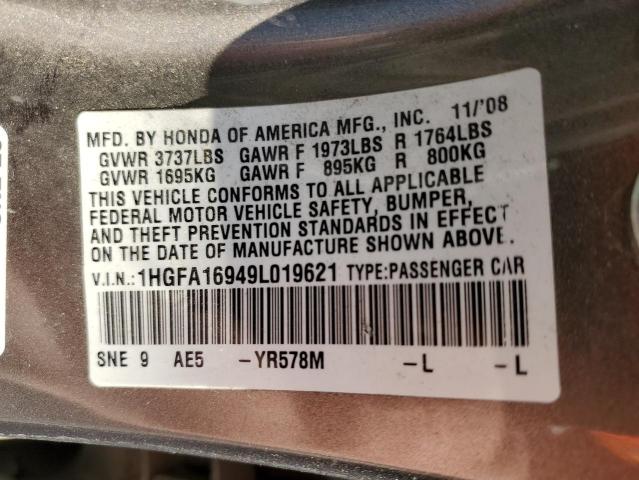 MFD. BY HONDA OF AMERICA MFG., INC. 11/'08
GVWR 3737LBS GAWR F 1973LBS R 1764LBS
GVWR 1695KG GAWR F 895KG R 800KG
THIS VEHICLE CONFORMS TO ALL APPLICABLE
FEDERAL MOTOR VEHICLE SAFETY, BUMPER,
AND THEFT PREVENTION STANDARDS IN EFFECT
ON THE DATE OF MANUFACTURE SHOWN ABOVE.
V.I.N.:1HGFA16949L019621 TYPE:PASSENGER CAR
SNE 9 AE5 -YR578M -L -L